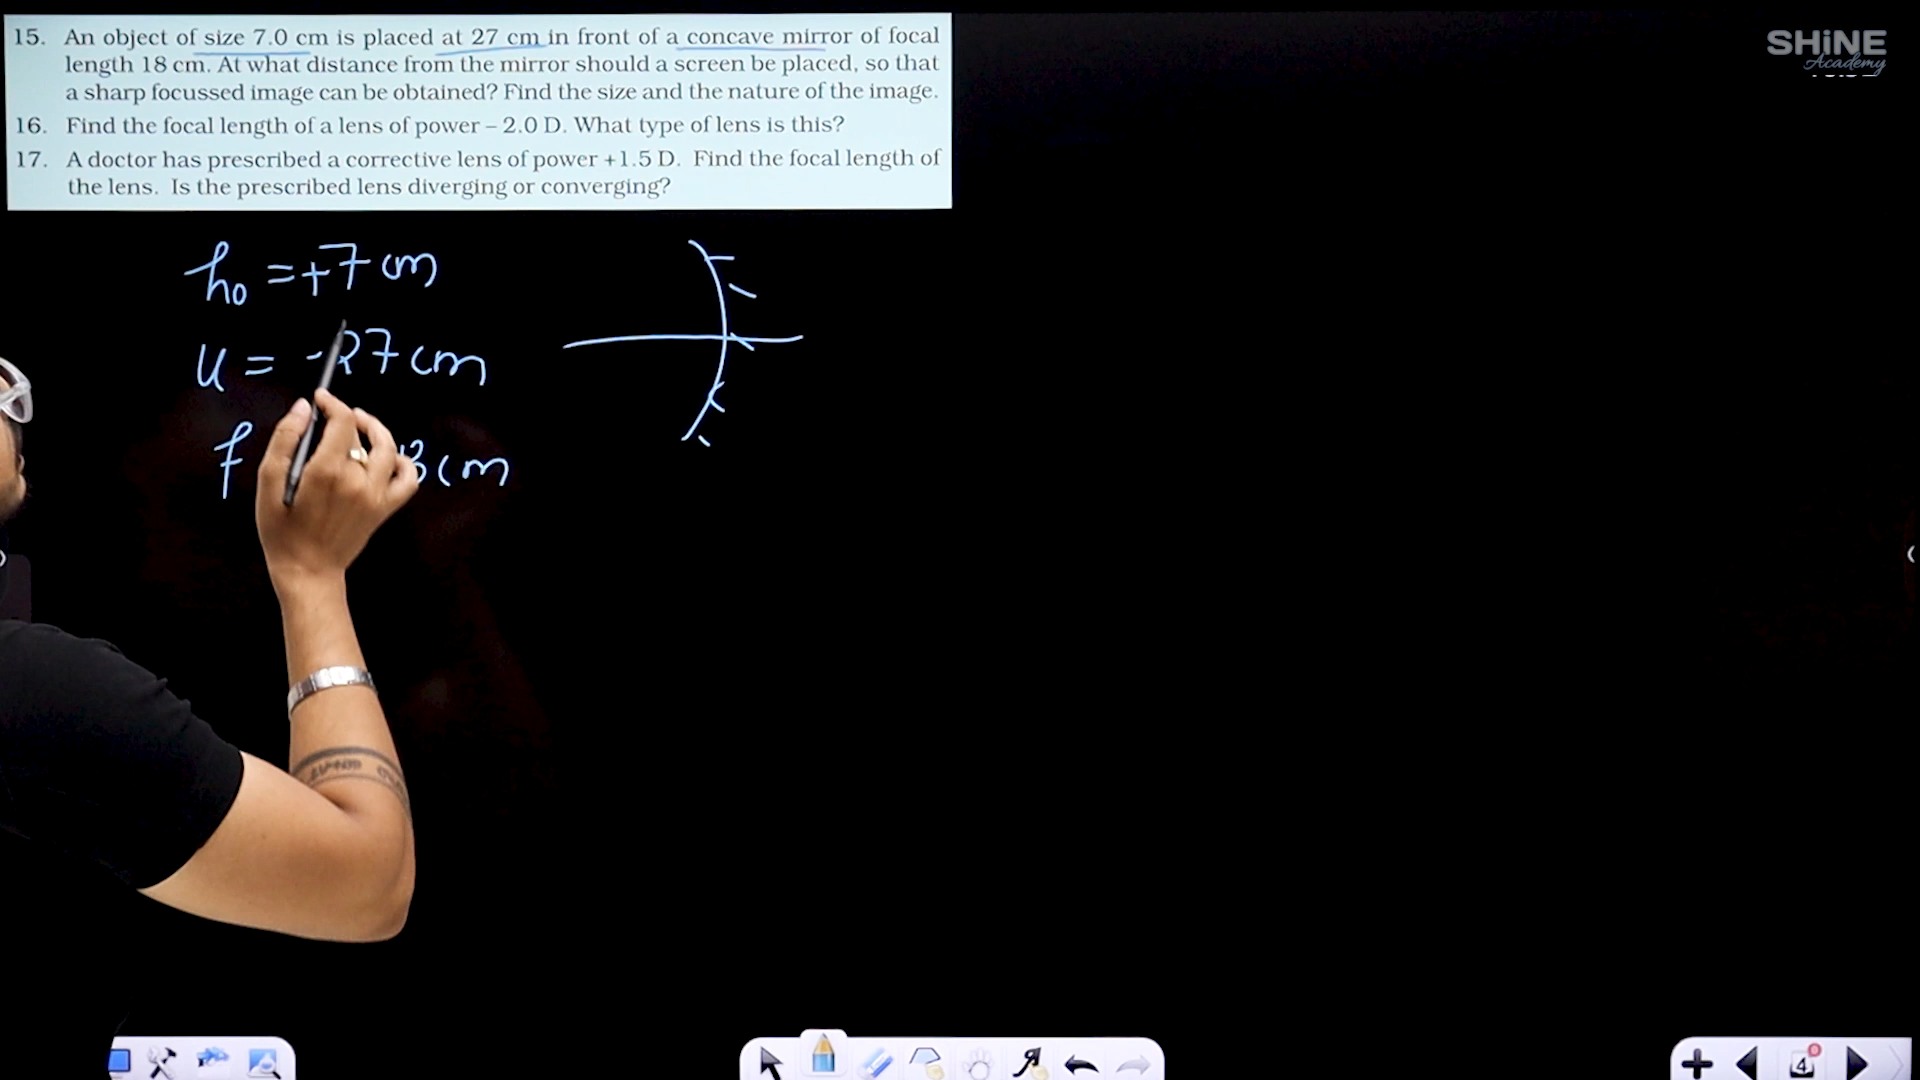 15. An object of size 7.0 cm is placed at 27 cm in front of a concave mirror of focal
length 18 cm. At what distance from the mirror should a screen be placed, so that
a sharp focussed image can be obtained? Find the size and the nature of the image.
16. Find the focal length of a lens of power – 2.0 D. What type of lens is this?
17. A doctor has prescribed a corrective lens of power +1.5 D. Find the focal length of
the lens. Is the prescribed lens diverging or converging?
SHiNE
Academy
h₀ = +7 cm
u = -27 cm
f cm
4